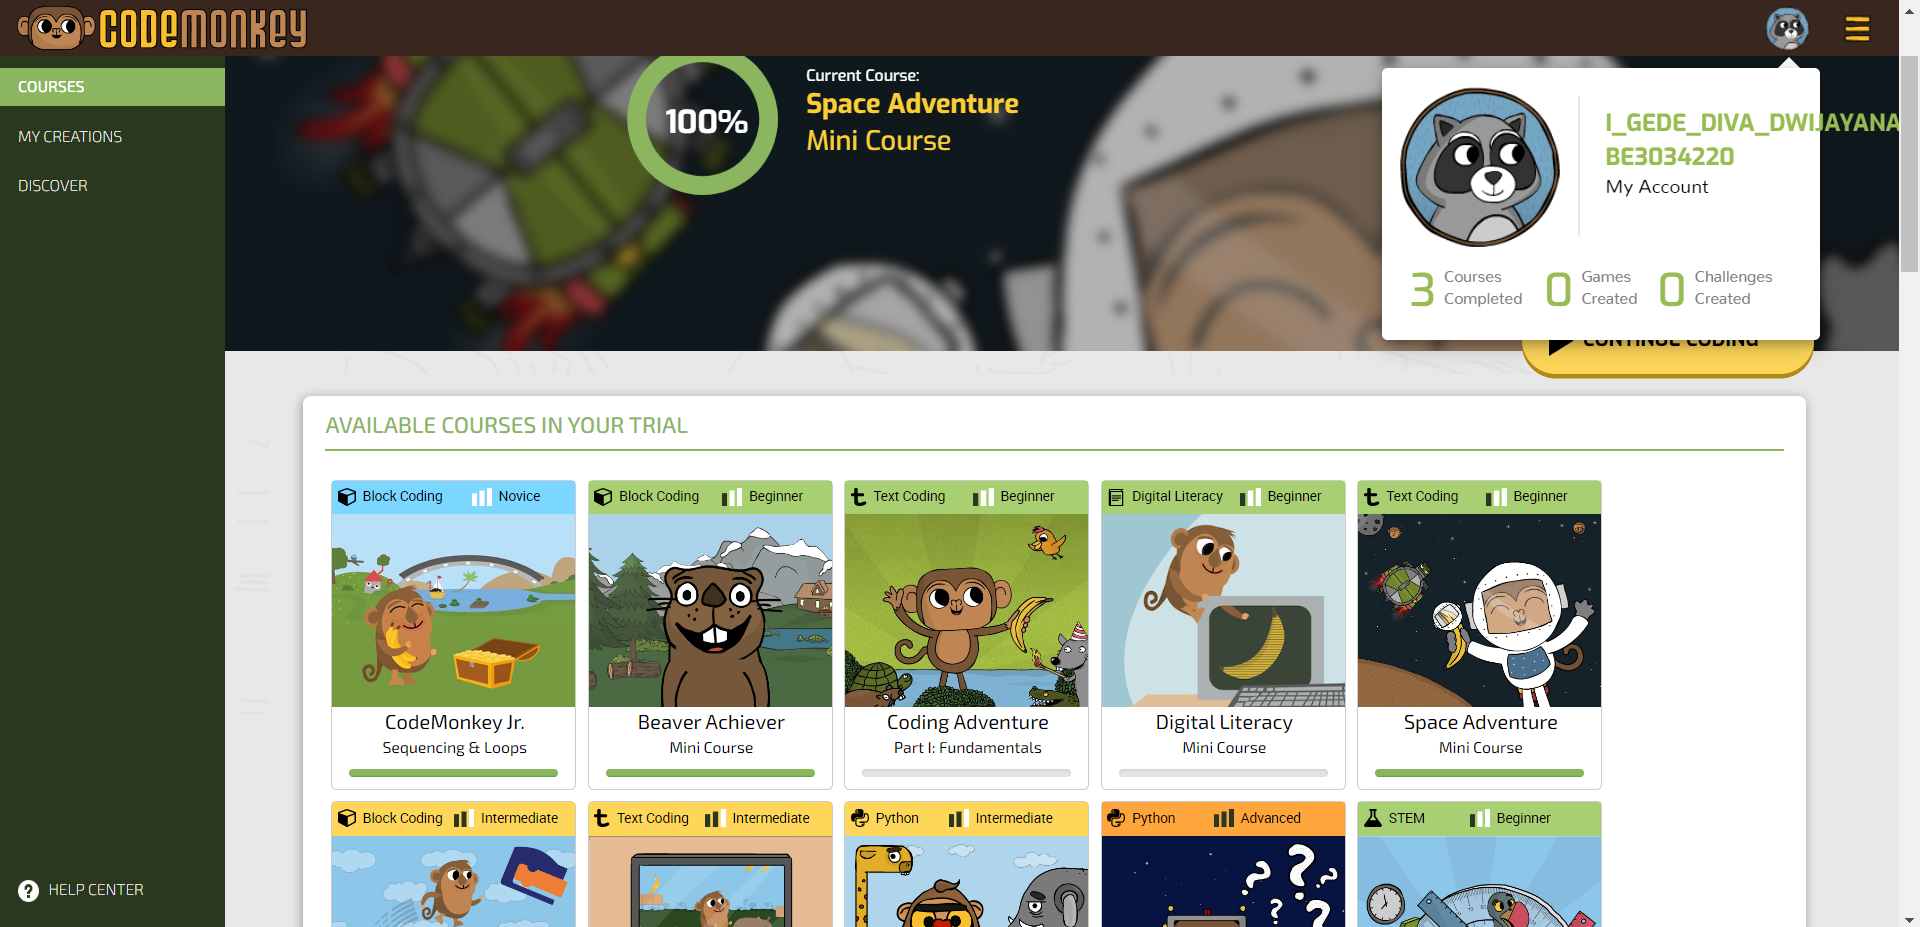 CODEMONKEY
COURSES
MY CREATIONS
DISCOVER
HELP CENTER
100%
Current Course:
Space Adventure
Mini Course
I_GEDE_DIVA_DWIJAYANA
BE3034220
My Account
3 Courses Completed
0 Games Created
0 Challenges Created
CONTINUE CODING
AVAILABLE COURSES IN YOUR TRIAL
Block Coding Novice
CodeMonkey Jr.
Sequencing & Loops
Block Coding Beginner
Beaver Achiever
Mini Course
Text Coding Beginner
Coding Adventure
Part I: Fundamentals
Digital Literacy Beginner
Digital Literacy
Mini Course
Text Coding Beginner
Space Adventure
Mini Course
Block Coding Intermediate
Text Coding Intermediate
Python Intermediate
Python Advanced
STEM Beginner